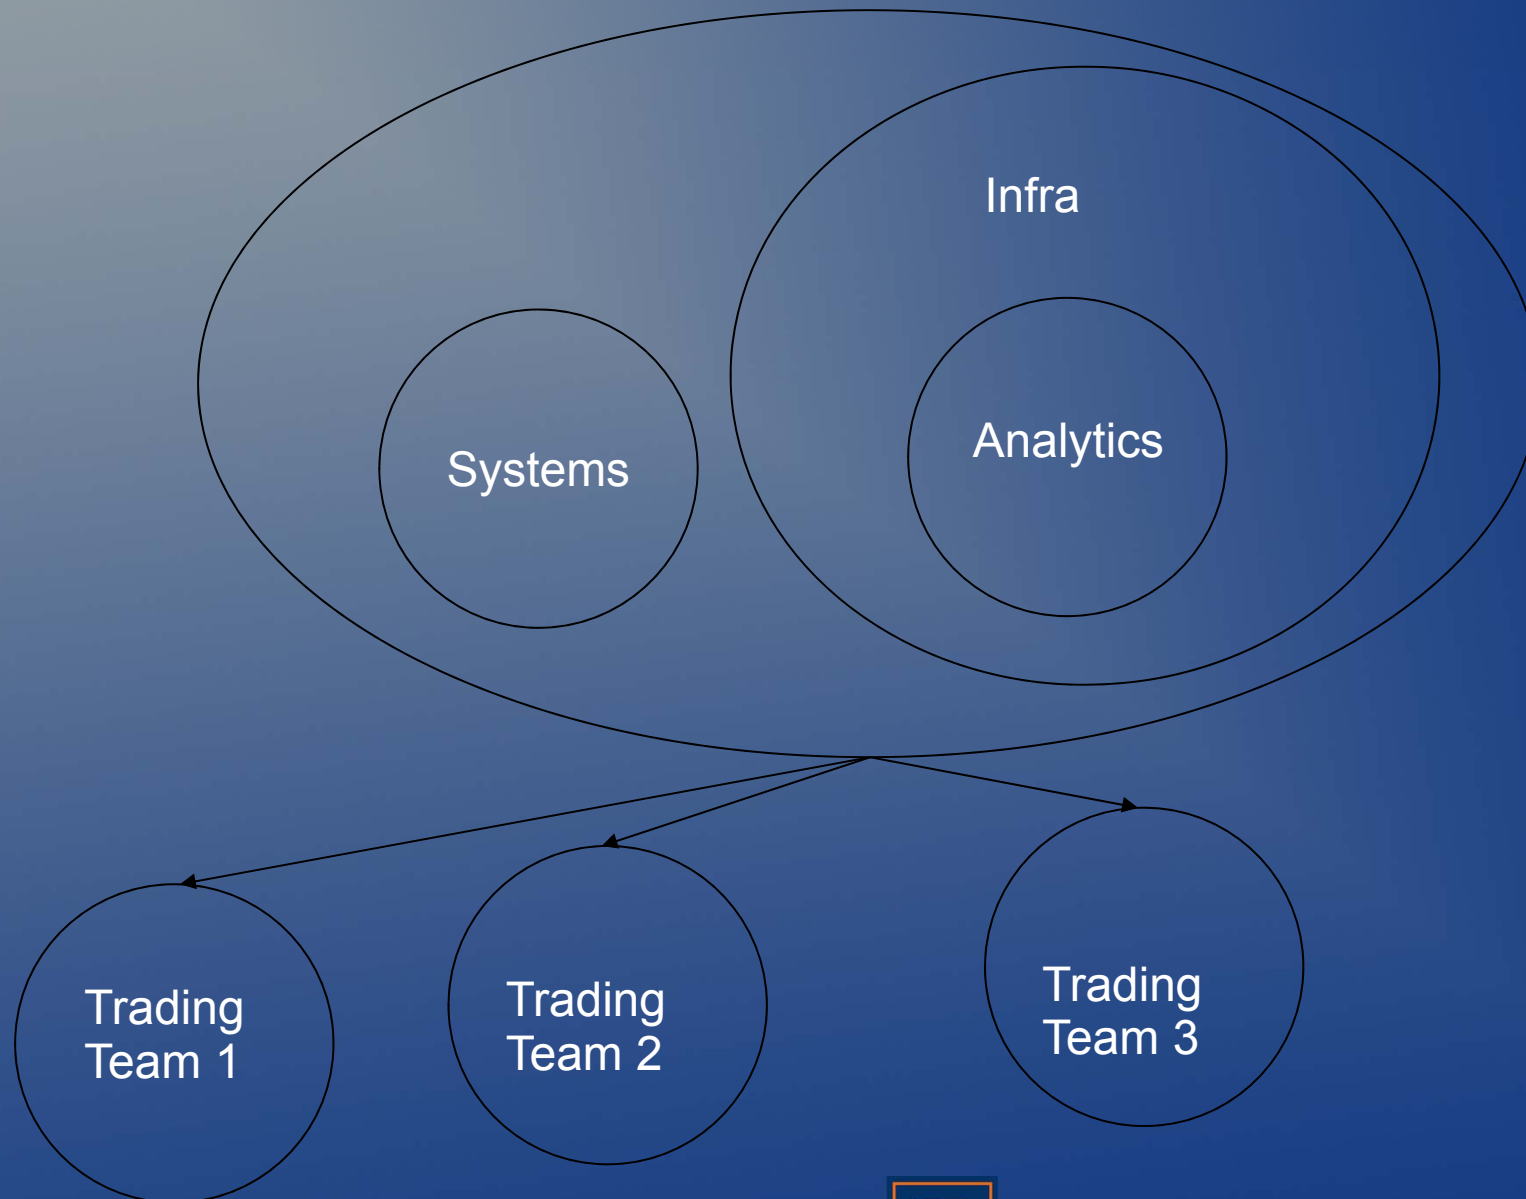 Infra
Systems
Analytics
Trading
Team 1
Trading
Team 2
Trading
Team 3